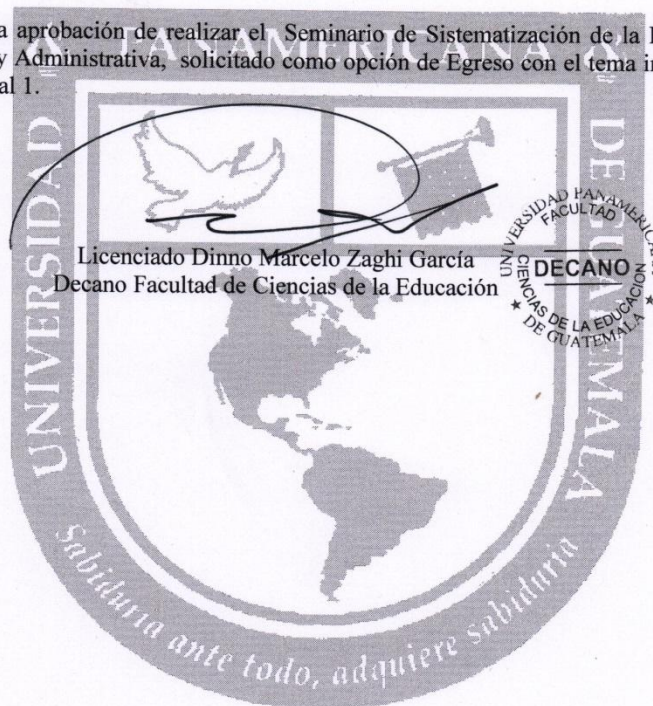 a aprobación de realizar el Seminario de Sistematización de la
y Administrativa, solicitado como opción de Egreso con el tema
al 1.
UNIVERSIDAD PANAMERICANA DE GUATEMALA
Licenciado Dinno Marcelo Zaghi García
Decano Facultad de Ciencias de la Educación
UNIVERSIDAD PANAMERICANA
FACULTAD
DECANO
CIENCIAS DE LA EDUCACIÓN
DE GUATEMALA
Sabiduría ante todo, adquiere sabiduría